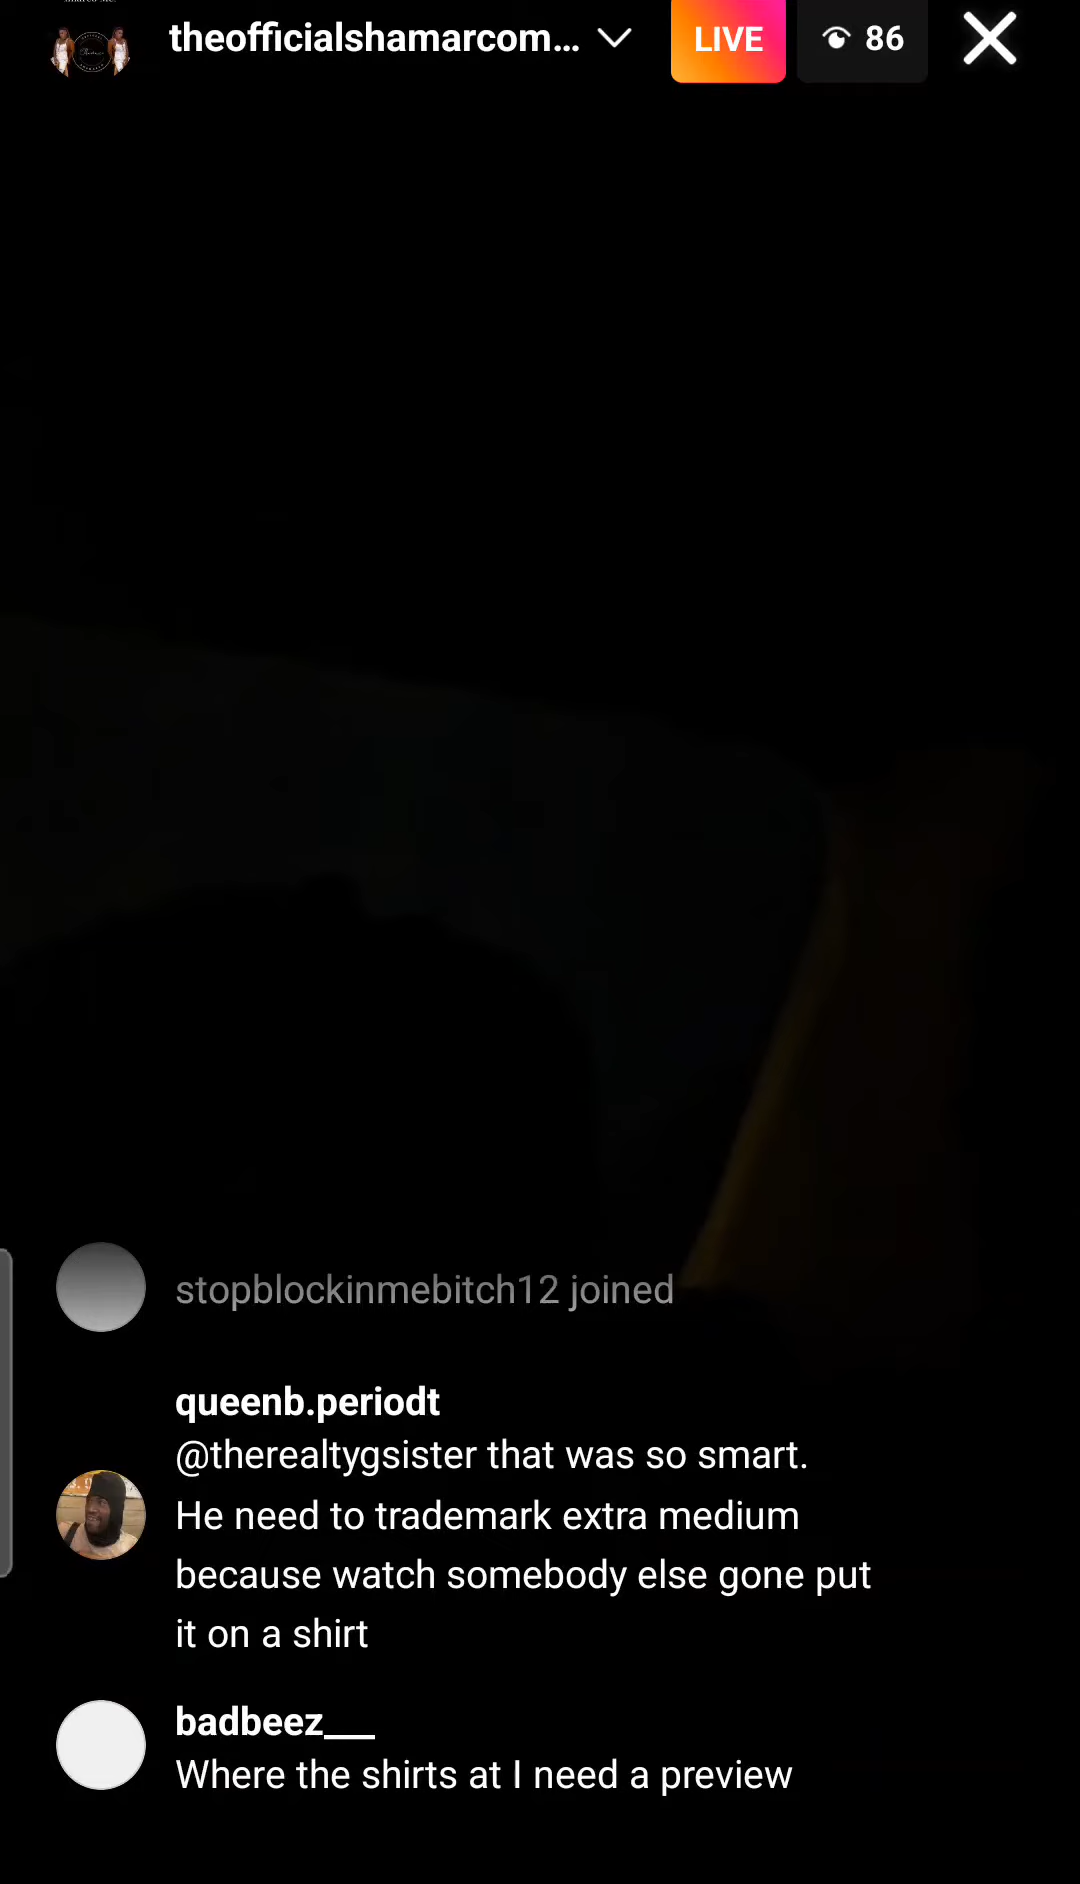 theofficialshamarcom...
LIVE
86
stopblockinmebitch12 joined
queenb.periodt
@therealtygsister that was so smart.
He need to trademark extra medium
because watch somebody else gone put
it on a shirt
badbeez___
Where the shirts at I need a preview